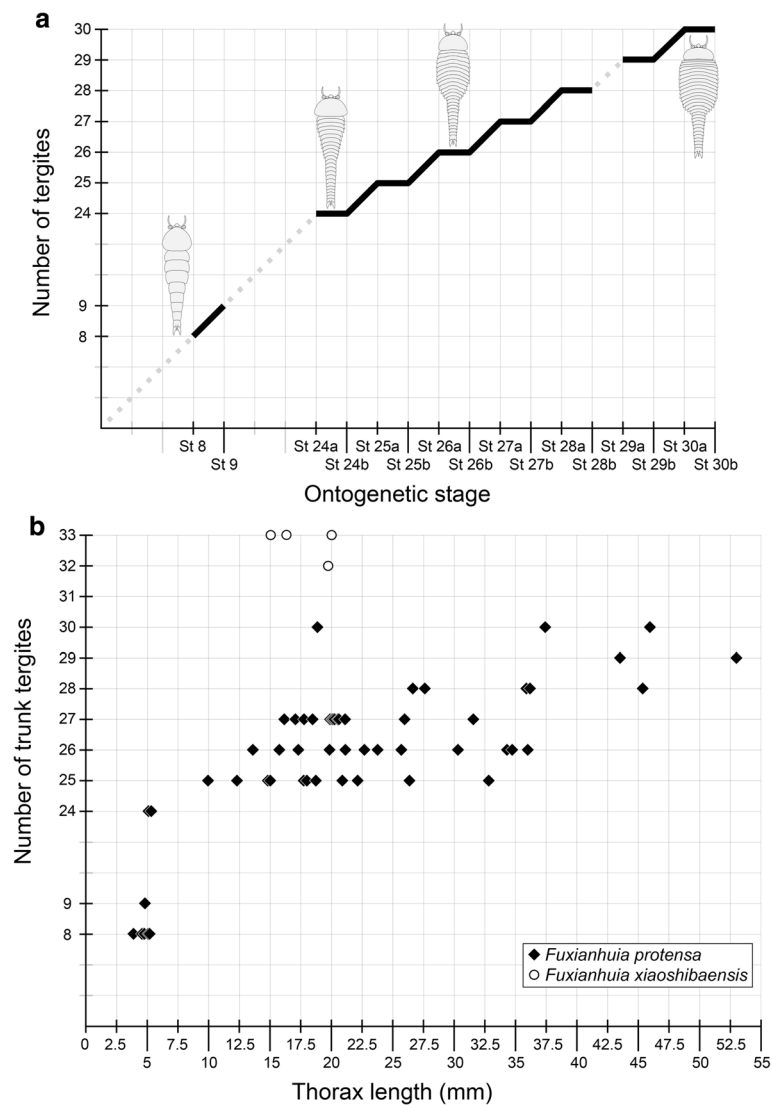 a
Number of tergites
30
29
28
27
26
25
24
9
8
St 8 St 24a St 25a St 26a St 27a St 28a St 29a St 30a
St 9 St 24b St 25b St 26b St 27b St 28b St 29b St 30b
Ontogenetic stage
b
Number of trunk tergites
33
32
31
30
29
28
27
26
25
24
9
8
Fuxianhuia protensa
Fuxianhuia xiaoshibaensis
0 2.5 7.5 12.5 17.5 22.5 27.5 32.5 37.5 42.5 47.5 52.5
5 10 15 20 25 30 35 40 45 50 55
Thorax length (mm)